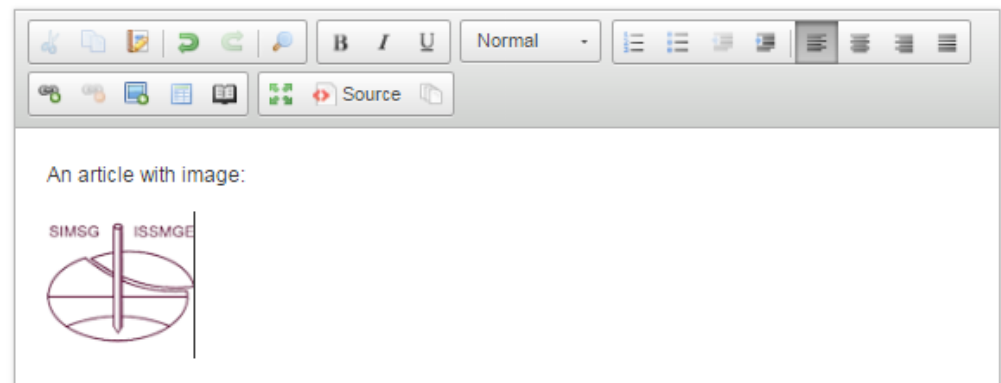 B I U Normal
Source
An article with image:
SIMSG ISSMGE